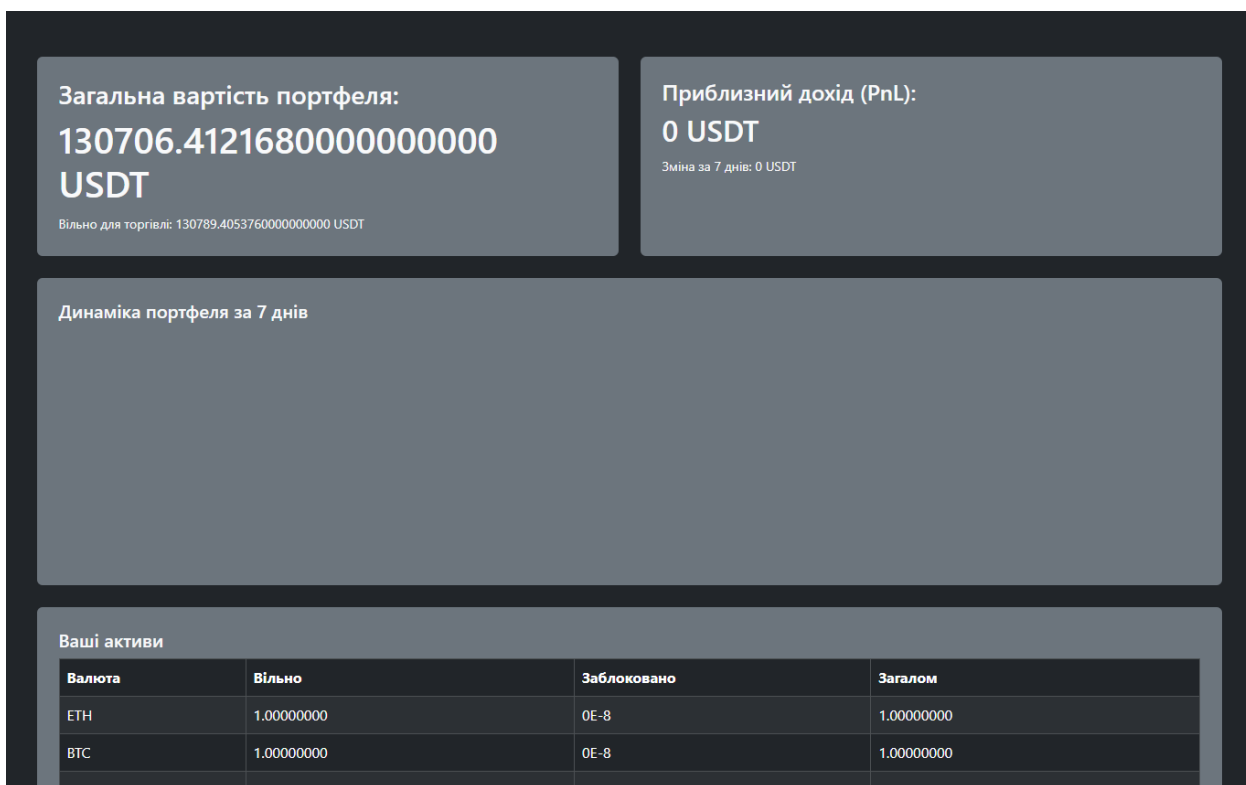 Загальна вартість портфеля:
130706.4121680000000000
USDT
Вільно для торгівлі: 130789.4053760000000000 USDT
Приблизний дохід (PnL):
0 USDT
Зміна за 7 днів: 0 USDT
Динаміка портфеля за 7 днів
Ваші активи
Валюта Вільно Заблоковано Загалом
ETH 1.00000000 0E-8 1.00000000
BTC 1.00000000 0E-8 1.00000000